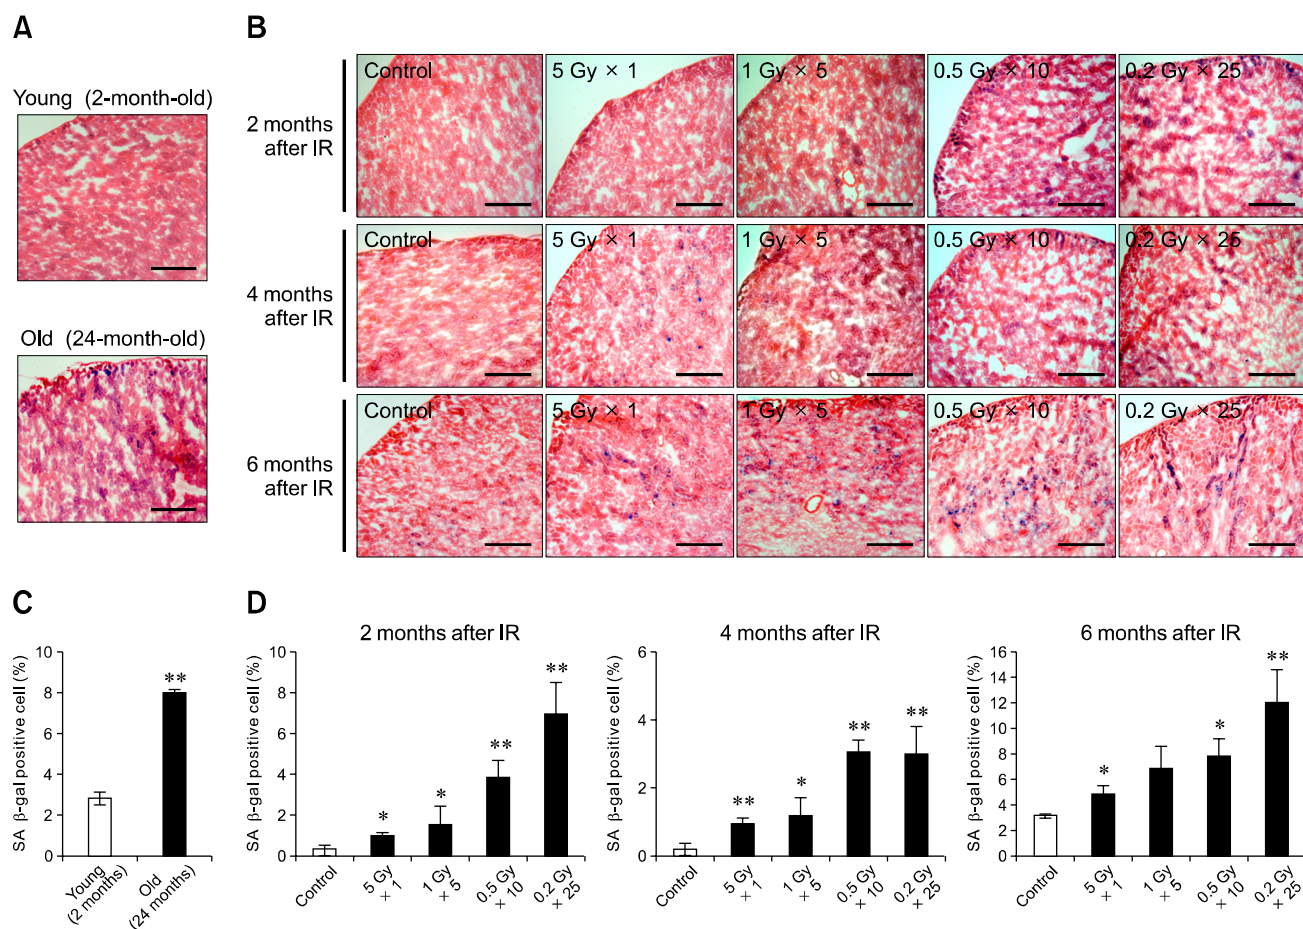 A
B
Young (2-month-old)
Old (24-month-old)
2 months
after IR
Control
5 Gy × 1
1 Gy × 5
0.5 Gy × 10
0.2 Gy × 25
4 months
after IR
Control
5 Gy × 1
1 Gy × 5
0.5 Gy × 10
0.2 Gy × 25
6 months
after IR
Control
5 Gy × 1
1 Gy × 5
0.5 Gy × 10
0.2 Gy × 25
C
SA β-gal positive cell (%)
10
8
6
4
2
0
**
Young
(2 months)
Old
(24 months)
D
2 months after IR
SA β-gal positive cell (%)
10
8
6
4
2
0
*
*
**
**
Control
5 Gy
× 1
1 Gy
× 5
0.5 Gy
× 10
0.2 Gy
× 25
4 months after IR
SA β-gal positive cell (%)
6
4
2
0
**
*
**
**
Control
5 Gy
× 1
1 Gy
× 5
0.5 Gy
× 10
0.2 Gy
× 25
6 months after IR
SA β-gal positive cell (%)
16
14
12
10
8
6
4
2
0
*
*
**
Control
5 Gy
× 1
1 Gy
× 5
0.5 Gy
× 10
0.2 Gy
× 25